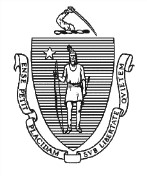 ENSE PETIT PLACIDAM SVB LIBERTATE QVIETEM